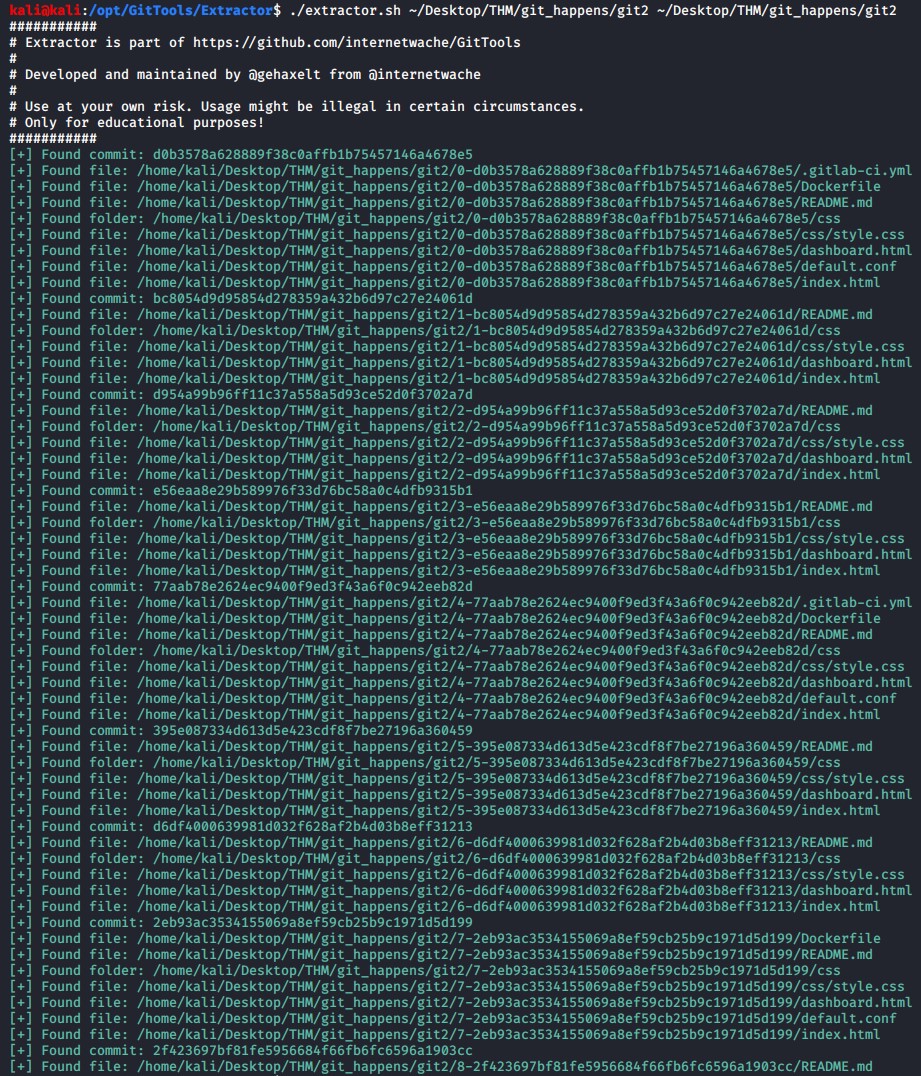 kali@kali:/opt/GitTools/Extractor$ ./extractor.sh ~/Desktop/THM/git_happens/git2 ~/Desktop/THM/git_happens/git2
###########
# Extractor is part of https://github.com/internetwache/GitTools
#
# Developed and maintained by @gehaxelt from @internetwache
#
# Use at your own risk. Usage might be illegal in certain circumstances.
# Only for educational purposes!
###########
[+] Found commit: d0b3578a628889f38c0affb1b75457146a4678e5
[+] Found file: /home/kali/Desktop/THM/git_happens/git2/0-d0b3578a628889f38c0affb1b75457146a4678e5/.gitlab-ci.yml
[+] Found file: /home/kali/Desktop/THM/git_happens/git2/0-d0b3578a628889f38c0affb1b75457146a4678e5/Dockerfile
[+] Found file: /home/kali/Desktop/THM/git_happens/git2/0-d0b3578a628889f38c0affb1b75457146a4678e5/README.md
[+] Found folder: /home/kali/Desktop/THM/git_happens/git2/0-d0b3578a628889f38c0affb1b75457146a4678e5/css
[+] Found file: /home/kali/Desktop/THM/git_happens/git2/0-d0b3578a628889f38c0affb1b75457146a4678e5/css/style.css
[+] Found file: /home/kali/Desktop/THM/git_happens/git2/0-d0b3578a628889f38c0affb1b75457146a4678e5/dashboard.html
[+] Found file: /home/kali/Desktop/THM/git_happens/git2/0-d0b3578a628889f38c0affb1b75457146a4678e5/default.conf
[+] Found file: /home/kali/Desktop/THM/git_happens/git2/0-d0b3578a628889f38c0affb1b75457146a4678e5/index.html
[+] Found commit: bc8054d9d95854d278359a432b6d97c27e24061d
[+] Found file: /home/kali/Desktop/THM/git_happens/git2/1-bc8054d9d95854d278359a432b6d97c27e24061d/README.md
[+] Found folder: /home/kali/Desktop/THM/git_happens/git2/1-bc8054d9d95854d278359a432b6d97c27e24061d/css
[+] Found file: /home/kali/Desktop/THM/git_happens/git2/1-bc8054d9d95854d278359a432b6d97c27e24061d/css/style.css
[+] Found file: /home/kali/Desktop/THM/git_happens/git2/1-bc8054d9d95854d278359a432b6d97c27e24061d/dashboard.html
[+] Found file: /home/kali/Desktop/THM/git_happens/git2/1-bc8054d9d95854d278359a432b6d97c27e24061d/index.html
[+] Found commit: d954a99b96ff11c37a558a5d93ce52d0f3702a7d
[+] Found file: /home/kali/Desktop/THM/git_happens/git2/2-d954a99b96ff11c37a558a5d93ce52d0f3702a7d/README.md
[+] Found folder: /home/kali/Desktop/THM/git_happens/git2/2-d954a99b96ff11c37a558a5d93ce52d0f3702a7d/css
[+] Found file: /home/kali/Desktop/THM/git_happens/git2/2-d954a99b96ff11c37a558a5d93ce52d0f3702a7d/css/style.css
[+] Found file: /home/kali/Desktop/THM/git_happens/git2/2-d954a99b96ff11c37a558a5d93ce52d0f3702a7d/dashboard.html
[+] Found file: /home/kali/Desktop/THM/git_happens/git2/2-d954a99b96ff11c37a558a5d93ce52d0f3702a7d/index.html
[+] Found commit: e56eaa8e29b589976f33d76bc58a0c4dfb9315b1
[+] Found file: /home/kali/Desktop/THM/git_happens/git2/3-e56eaa8e29b589976f33d76bc58a0c4dfb9315b1/README.md
[+] Found folder: /home/kali/Desktop/THM/git_happens/git2/3-e56eaa8e29b589976f33d76bc58a0c4dfb9315b1/css
[+] Found file: /home/kali/Desktop/THM/git_happens/git2/3-e56eaa8e29b589976f33d76bc58a0c4dfb9315b1/css/style.css
[+] Found file: /home/kali/Desktop/THM/git_happens/git2/3-e56eaa8e29b589976f33d76bc58a0c4dfb9315b1/dashboard.html
[+] Found file: /home/kali/Desktop/THM/git_happens/git2/3-e56eaa8e29b589976f33d76bc58a0c4dfb9315b1/index.html
[+] Found commit: 77aab78e2624ec9400f9ed3f43a6f0c942eeb82d
[+] Found file: /home/kali/Desktop/THM/git_happens/git2/4-77aab78e2624ec9400f9ed3f43a6f0c942eeb82d/.gitlab-ci.yml
[+] Found file: /home/kali/Desktop/THM/git_happens/git2/4-77aab78e2624ec9400f9ed3f43a6f0c942eeb82d/Dockerfile
[+] Found file: /home/kali/Desktop/THM/git_happens/git2/4-77aab78e2624ec9400f9ed3f43a6f0c942eeb82d/README.md
[+] Found folder: /home/kali/Desktop/THM/git_happens/git2/4-77aab78e2624ec9400f9ed3f43a6f0c942eeb82d/css
[+] Found file: /home/kali/Desktop/THM/git_happens/git2/4-77aab78e2624ec9400f9ed3f43a6f0c942eeb82d/css/style.css
[+] Found file: /home/kali/Desktop/THM/git_happens/git2/4-77aab78e2624ec9400f9ed3f43a6f0c942eeb82d/dashboard.html
[+] Found file: /home/kali/Desktop/THM/git_happens/git2/4-77aab78e2624ec9400f9ed3f43a6f0c942eeb82d/default.conf
[+] Found file: /home/kali/Desktop/THM/git_happens/git2/4-77aab78e2624ec9400f9ed3f43a6f0c942eeb82d/index.html
[+] Found commit: 395e087334d613d5e423cdf8f7be27196a360459
[+] Found file: /home/kali/Desktop/THM/git_happens/git2/5-395e087334d613d5e423cdf8f7be27196a360459/README.md
[+] Found folder: /home/kali/Desktop/THM/git_happens/git2/5-395e087334d613d5e423cdf8f7be27196a360459/css
[+] Found file: /home/kali/Desktop/THM/git_happens/git2/5-395e087334d613d5e423cdf8f7be27196a360459/css/style.css
[+] Found file: /home/kali/Desktop/THM/git_happens/git2/5-395e087334d613d5e423cdf8f7be27196a360459/dashboard.html
[+] Found file: /home/kali/Desktop/THM/git_happens/git2/5-395e087334d613d5e423cdf8f7be27196a360459/index.html
[+] Found commit: d6df4000639981d032f628af2b4d03b8eff31213
[+] Found file: /home/kali/Desktop/THM/git_happens/git2/6-d6df4000639981d032f628af2b4d03b8eff31213/README.md
[+] Found folder: /home/kali/Desktop/THM/git_happens/git2/6-d6df4000639981d032f628af2b4d03b8eff31213/css
[+] Found file: /home/kali/Desktop/THM/git_happens/git2/6-d6df4000639981d032f628af2b4d03b8eff31213/css/style.css
[+] Found file: /home/kali/Desktop/THM/git_happens/git2/6-d6df4000639981d032f628af2b4d03b8eff31213/dashboard.html
[+] Found file: /home/kali/Desktop/THM/git_happens/git2/6-d6df4000639981d032f628af2b4d03b8eff31213/index.html
[+] Found commit: 2eb93ac3534155069a8ef59cb25b9c1971d5d199
[+] Found file: /home/kali/Desktop/THM/git_happens/git2/7-2eb93ac3534155069a8ef59cb25b9c1971d5d199/Dockerfile
[+] Found file: /home/kali/Desktop/THM/git_happens/git2/7-2eb93ac3534155069a8ef59cb25b9c1971d5d199/README.md
[+] Found folder: /home/kali/Desktop/THM/git_happens/git2/7-2eb93ac3534155069a8ef59cb25b9c1971d5d199/css
[+] Found file: /home/kali/Desktop/THM/git_happens/git2/7-2eb93ac3534155069a8ef59cb25b9c1971d5d199/css/style.css
[+] Found file: /home/kali/Desktop/THM/git_happens/git2/7-2eb93ac3534155069a8ef59cb25b9c1971d5d199/dashboard.html
[+] Found file: /home/kali/Desktop/THM/git_happens/git2/7-2eb93ac3534155069a8ef59cb25b9c1971d5d199/default.conf
[+] Found file: /home/kali/Desktop/THM/git_happens/git2/7-2eb93ac3534155069a8ef59cb25b9c1971d5d199/index.html
[+] Found commit: 2f423697bf81fe5956684f66fb6fc6596a1903cc
[+] Found file: /home/kali/Desktop/THM/git_happens/git2/8-2f423697bf81fe5956684f66fb6fc6596a1903cc/README.md